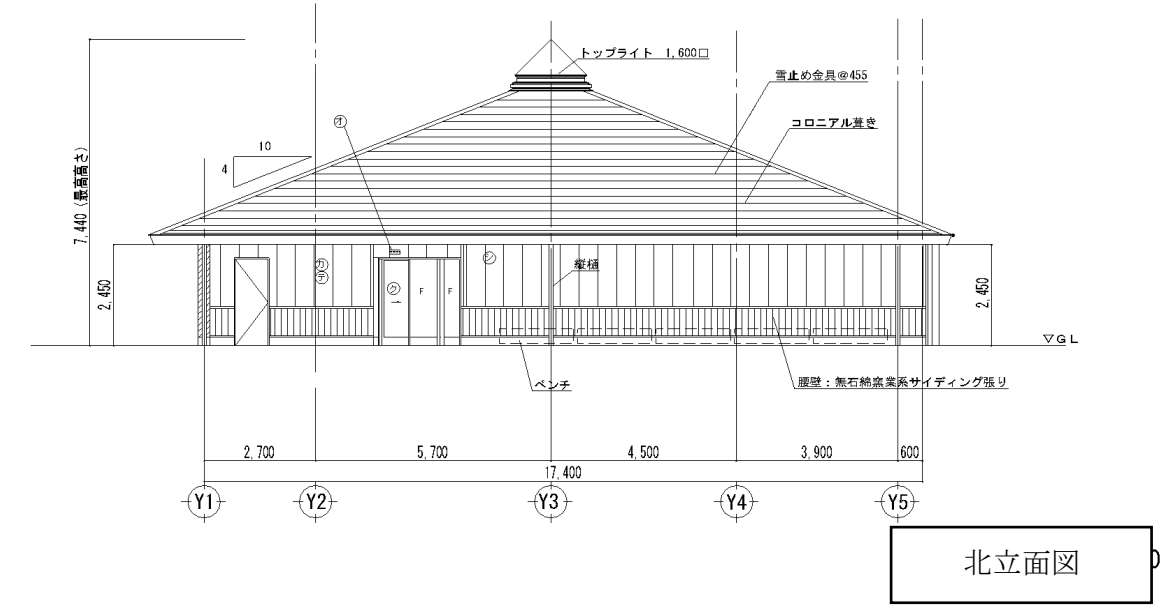 トップライト 1,600□
雪止め金具@455
コロニアル葺き
オ
10
4
7,440（最高高さ）
2,450
カ
テ
ク
F
F
シ
縦樋
2,450
▽GL
ベンチ
腰壁：無石綿窯業系サイディング張り
2,700
5,700
4,500
3,900
600
17,400
Y1
Y2
Y3
Y4
Y5
北立面図